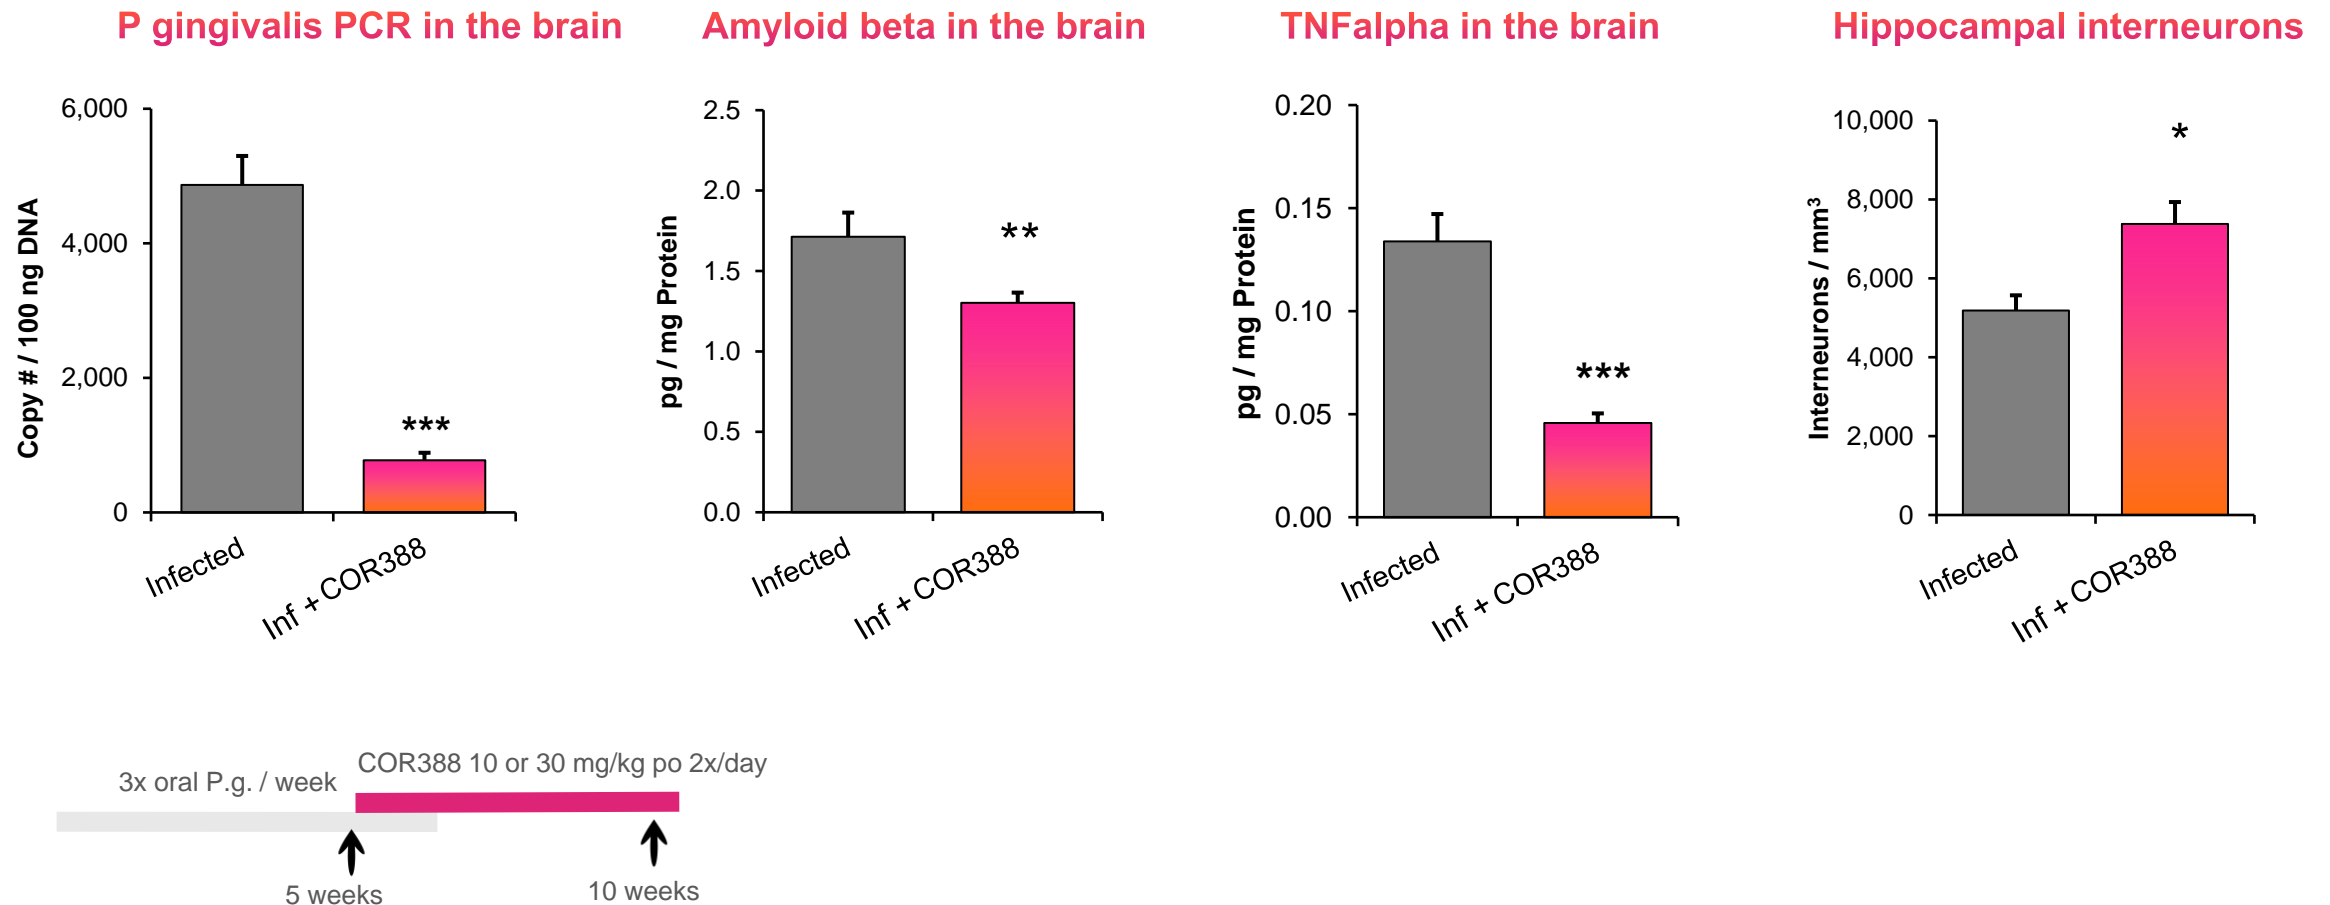 P gingivalis PCR in the brain
Copy # / 100 ng DNA
6,000
4,000
2,000
0
***
Infected
Inf + COR388
Amyloid beta in the brain
pg / mg Protein
2.5
2.0
1.5
1.0
0.5
0.0
**
Infected
Inf + COR388
TNFalpha in the brain
pg / mg Protein
0.20
0.15
0.10
0.05
0.00
***
Infected
Inf + COR388
Hippocampal interneurons
Interneurons / mm³
10,000
8,000
6,000
4,000
2,000
0
*
Infected
Inf + COR388
3x oral P.g. / week
COR388 10 or 30 mg/kg po 2x/day
5 weeks
10 weeks